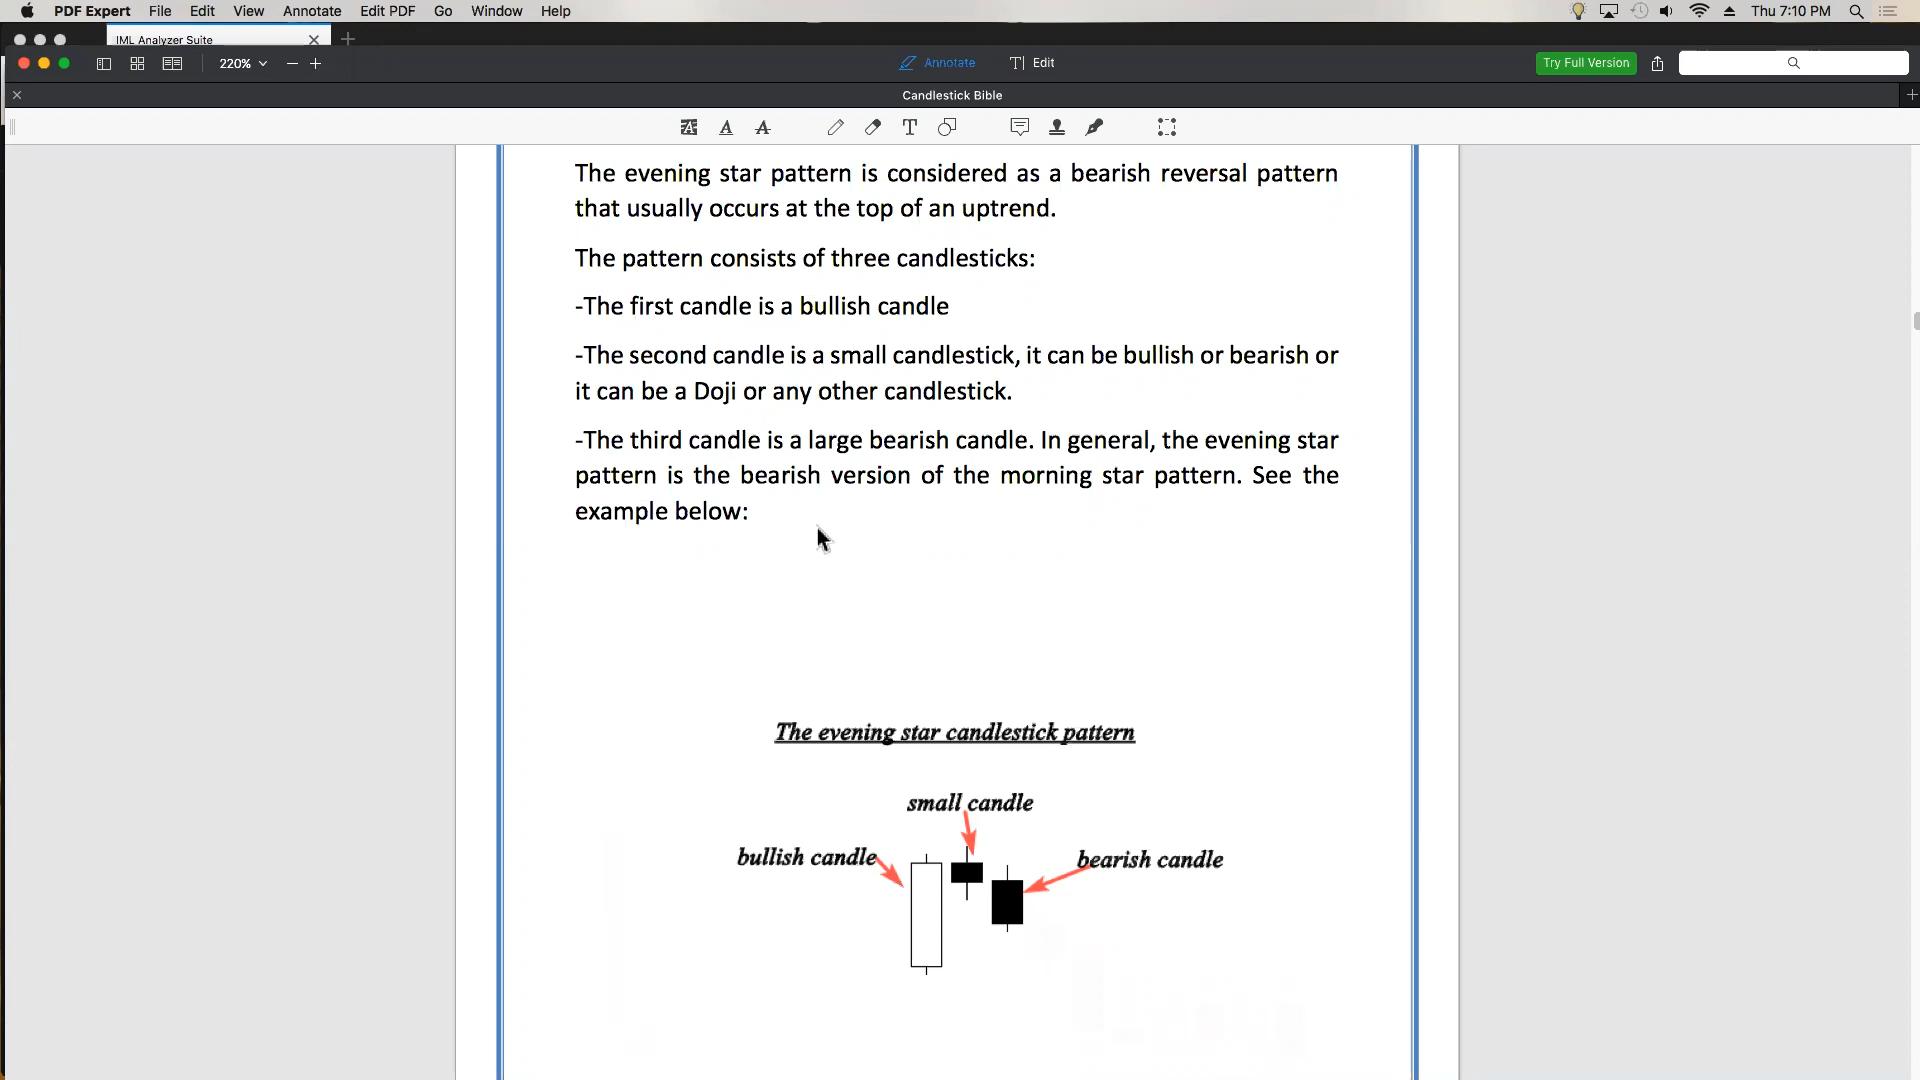 PDF Expert File Edit View Annotate Edit PDF Go Window Help Thu 7:10 PM
IML Analyzer Suite
220% Annotate Edit Try Full Version
Candlestick Bible
The evening star pattern is considered as a bearish reversal pattern
that usually occurs at the top of an uptrend.
The pattern consists of three candlesticks:
-The first candle is a bullish candle
-The second candle is a small candlestick, it can be bullish or bearish or
it can be a Doji or any other candlestick.
-The third candle is a large bearish candle. In general, the evening star
pattern is the bearish version of the morning star pattern. See the
example below:
The evening star candlestick pattern
small candle
bullish candle
bearish candle